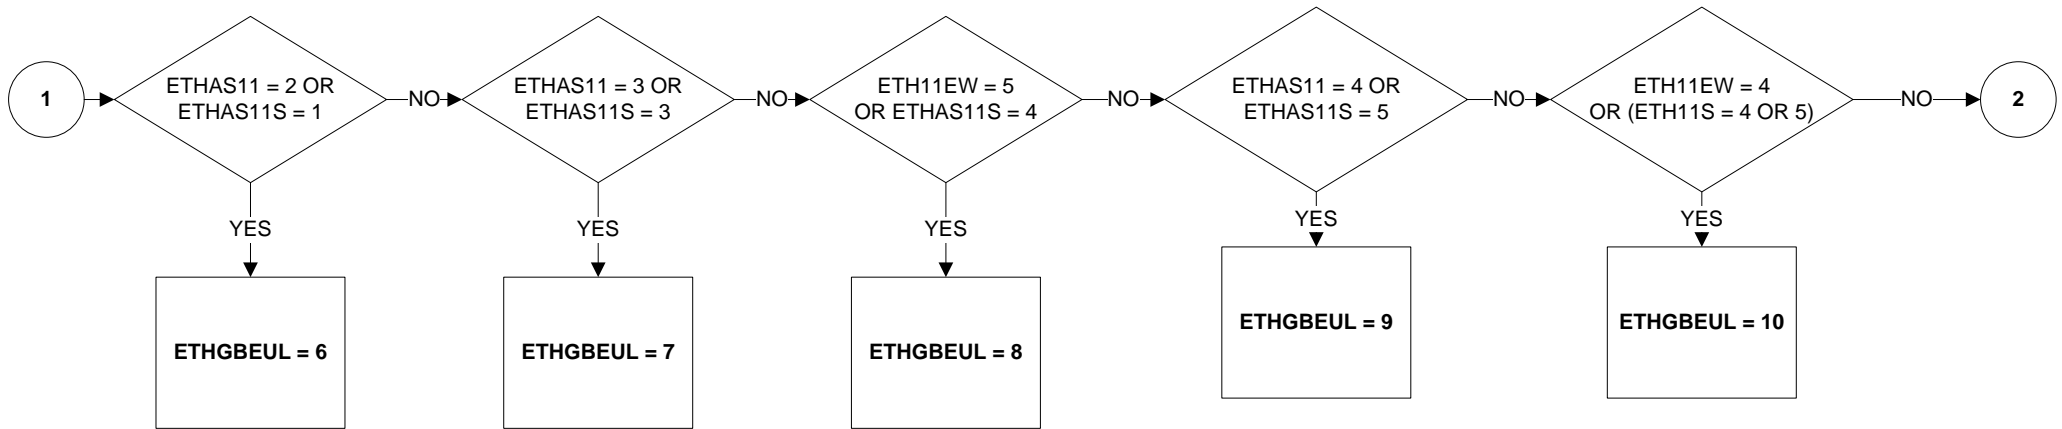 1
ETHAS11 = 2 OR
ETHAS11S = 1
NO
ETHAS11 = 3 OR
ETHAS11S = 3
NO
ETH11EW = 5
OR ETHAS11S = 4
NO
ETHAS11 = 4 OR
ETHAS11S = 5
NO
ETH11EW = 4
OR (ETH11S = 4 OR 5)
NO
2
YES
YES
YES
YES
YES
ETHGBEUL = 6
ETHGBEUL = 7
ETHGBEUL = 8
ETHGBEUL = 9
ETHGBEUL = 10